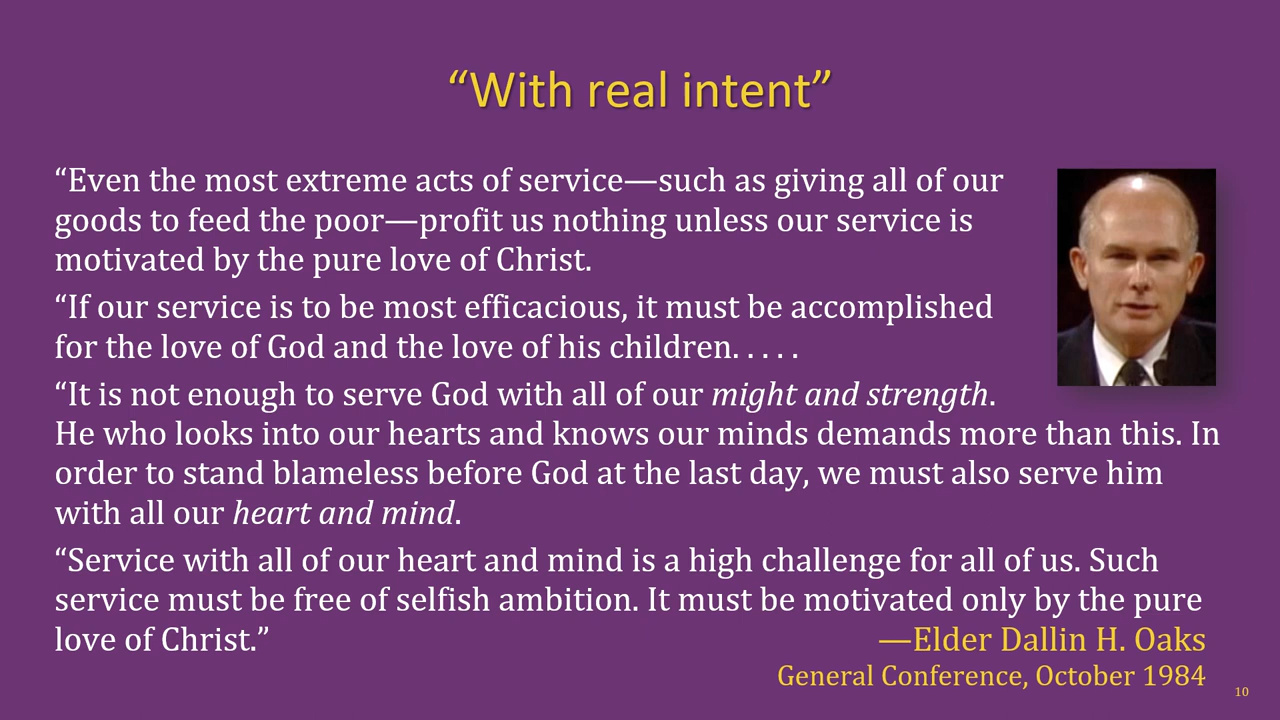 “With real intent”
“Even the most extreme acts of service—such as giving all of our
goods to feed the poor—profit us nothing unless our service is
motivated by the pure love of Christ.
“If our service is to be most efficacious, it must be accomplished
for the love of God and the love of his children. . . . .
“It is not enough to serve God with all of our might and strength.
He who looks into our hearts and knows our minds demands more than this. In
order to stand blameless before God at the last day, we must also serve him
with all our heart and mind.
“Service with all of our heart and mind is a high challenge for all of us. Such
service must be free of selfish ambition. It must be motivated only by the pure
love of Christ.”
—Elder Dallin H. Oaks
General Conference, October 1984
10